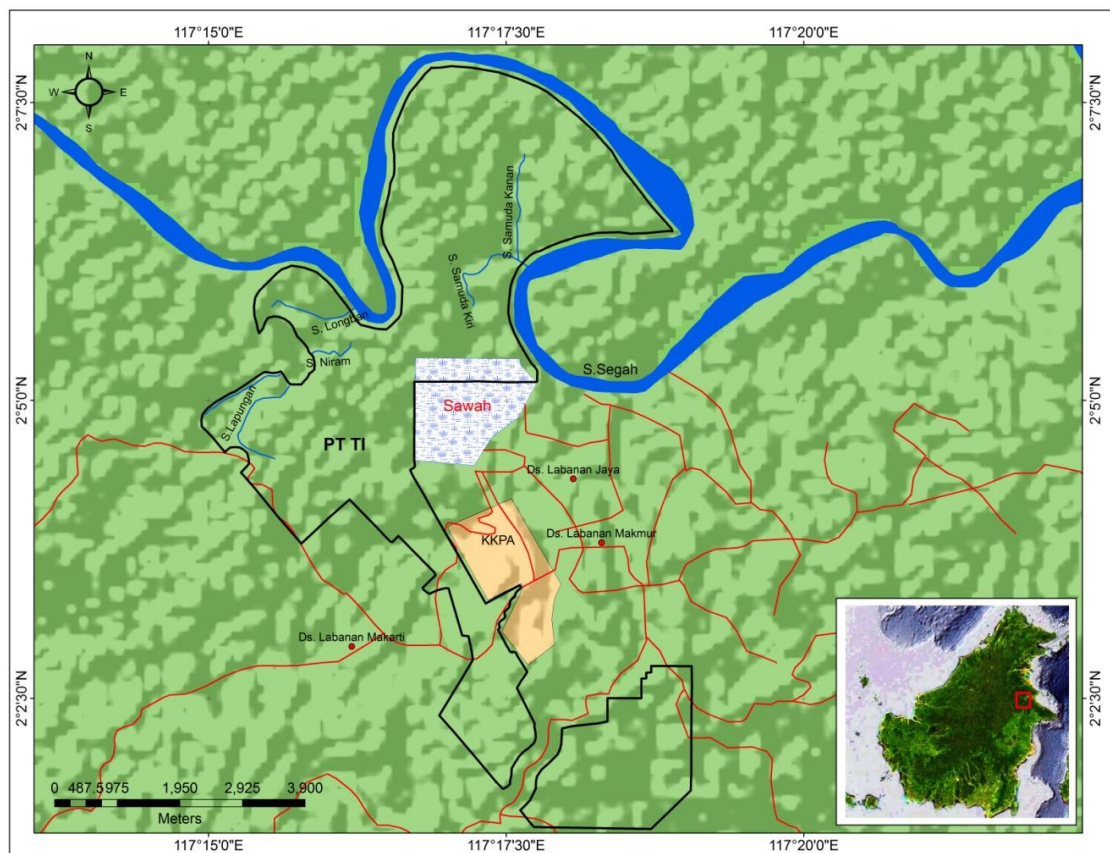 117°15'0"E
117°17'30"E
117°20'0"E
N
W
E
S
2°7'30"N
2°7'30"N
S. Samuda Kanan
S. Samuda Kiri
S. Longban
S. Niram
S.Segah
2°5'0"N
2°5'0"N
S.Lapungan
Sawah
PT TI
Ds. Labanan Jaya
KKPA
Ds. Labanan Makmur
Ds. Labanan Makarti
2°2'30"N
2°2'30"N
0 487.5975 1,950 2,925 3,900
Meters
117°15'0"E
117°17'30"E
117°20'0"E